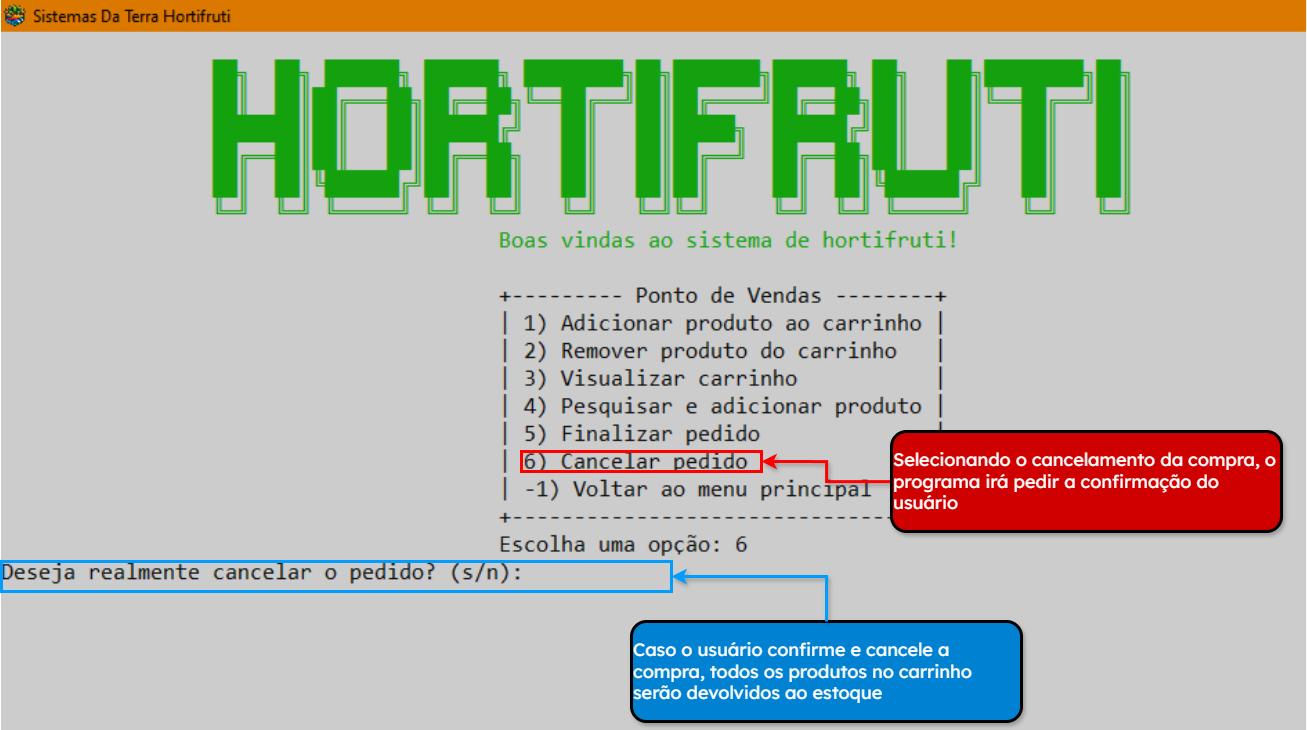 Sistemas Da Terra Hortifruti
HORTIFRUTI
Boas vindas ao sistema de hortifruti!
+--------- Ponto de Vendas --------+
| 1) Adicionar produto ao carrinho |
| 2) Remover produto do carrinho |
| 3) Visualizar carrinho |
| 4) Pesquisar e adicionar produto |
| 5) Finalizar pedido |
| 6) Cancelar pedido
| -1) Voltar ao menu principal
+-------------------------------
Escolha uma opção: 6
Deseja realmente cancelar o pedido? (s/n):
Selecionando o cancelamento da compra, o
programa irá pedir a confirmação do
usuário
Caso o usuário confirme e cancele a
compra, todos os produtos no carrinho
serão devolvidos ao estoque